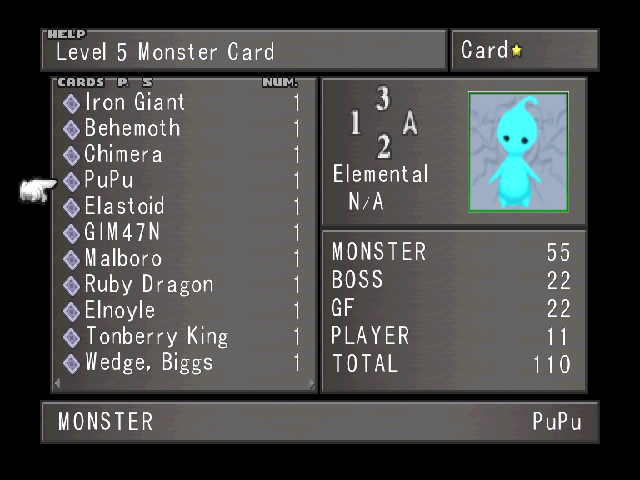 HELP
Level 5 Monster Card
Card
CARDS P. S NUM.
Iron Giant 1
Behemoth 1
Chimera 1
PuPu 1
Elastoid 1
GIM47N 1
Malboro 1
Ruby Dragon 1
Elnoyle 1
Tonberry King 1
Wedge, Biggs 1
3
1 A
2
Elemental
N/A
MONSTER 55
BOSS 22
GF 22
PLAYER 11
TOTAL 110
MONSTER PuPu